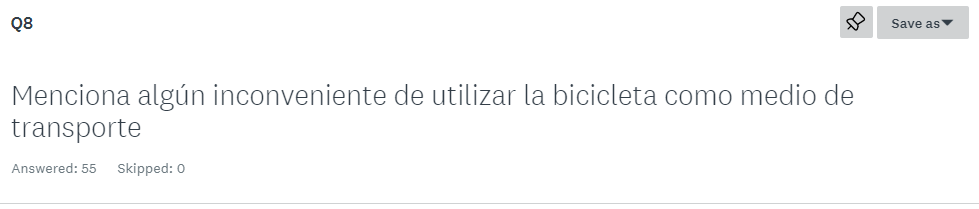 Q8
Save as
Menciona algún inconveniente de utilizar la bicicleta como medio de
transporte
Answered: 55 Skipped: 0